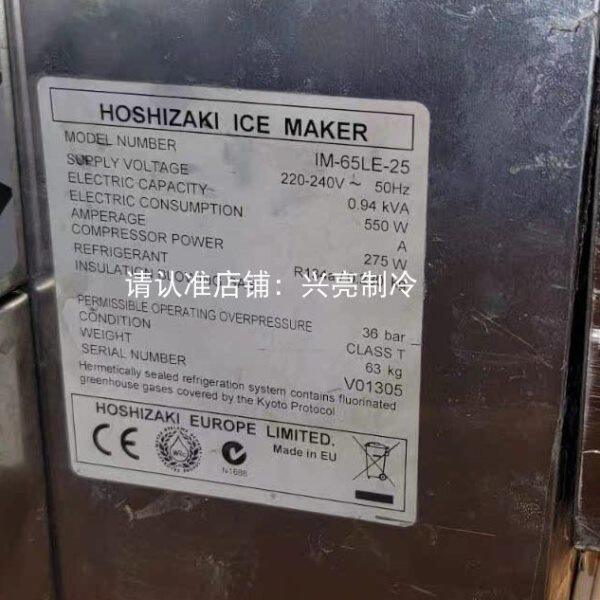 HOSHIZAKI ICE MAKER
MODEL NUMBER IM-65LE-25
SUPPLY VOLTAGE 220-240V ~ 50Hz
ELECTRIC CAPACITY 0.94 kVA
ELECTRIC CONSUMPTION 550 W
AMPERAGE A
COMPRESSOR POWER 275 W
REFRIGERANT
INSULATION
请认准店铺：兴亮制冷
PERMISSIBLE OPERATING OVERPRESSURE 36 bar
CONDITION CLASS T
WEIGHT 63 kg
SERIAL NUMBER V01305
Hermetically sealed refrigeration system contains fluorinated
greenhouse gases covered by the Kyoto Protocol
HOSHIZAKI EUROPE LIMITED.
Made in EU
CE
N1686